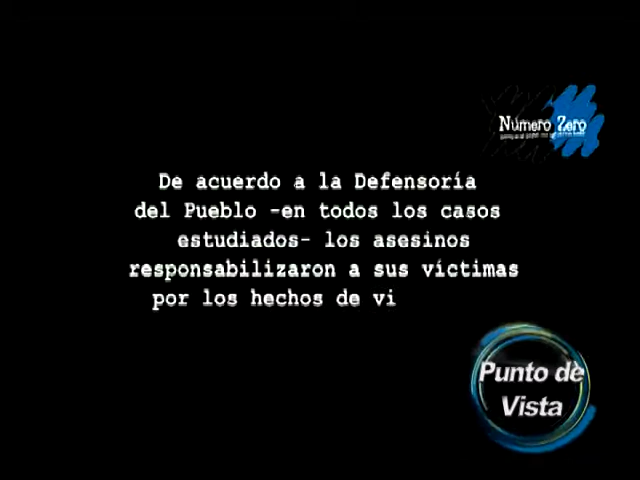 Número Zero
De acuerdo a la Defensoría
del Pueblo -en todos los casos
estudiados- los asesinos
responsabilizaron a sus víctimas
por los hechos de vi
Punto de
Vista